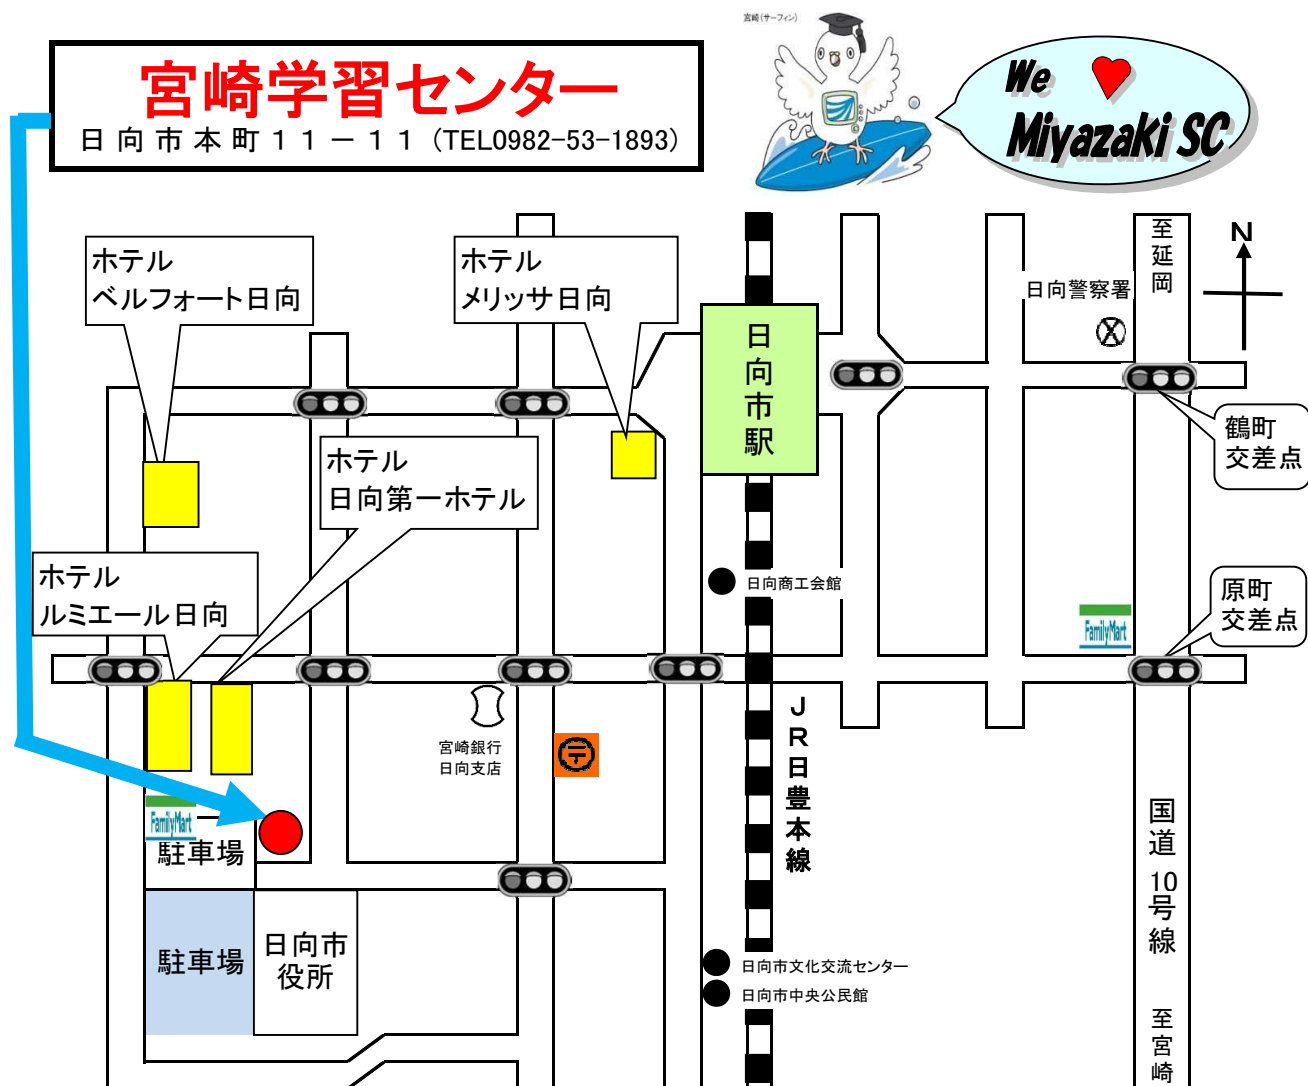 宮崎(サーフィン)
宮崎学習センター
日向市本町１１－１１(TEL0982-53-1893)
We
Miyazaki SC
ホテル
ベルフォート日向
ホテル
メリッサ日向
日向市駅
日向警察署
至延岡
N
鶴町
交差点
ホテル
日向第一ホテル
ホテル
ルミエール日向
日向商工会館
FamilyMart
原町
交差点
宮崎銀行
日向支店
〒
JR日豊本線
FamilyMart
駐車場
国道10号線
駐車場
日向市
役所
日向市文化交流センター
日向市中央公民館
至宮崎